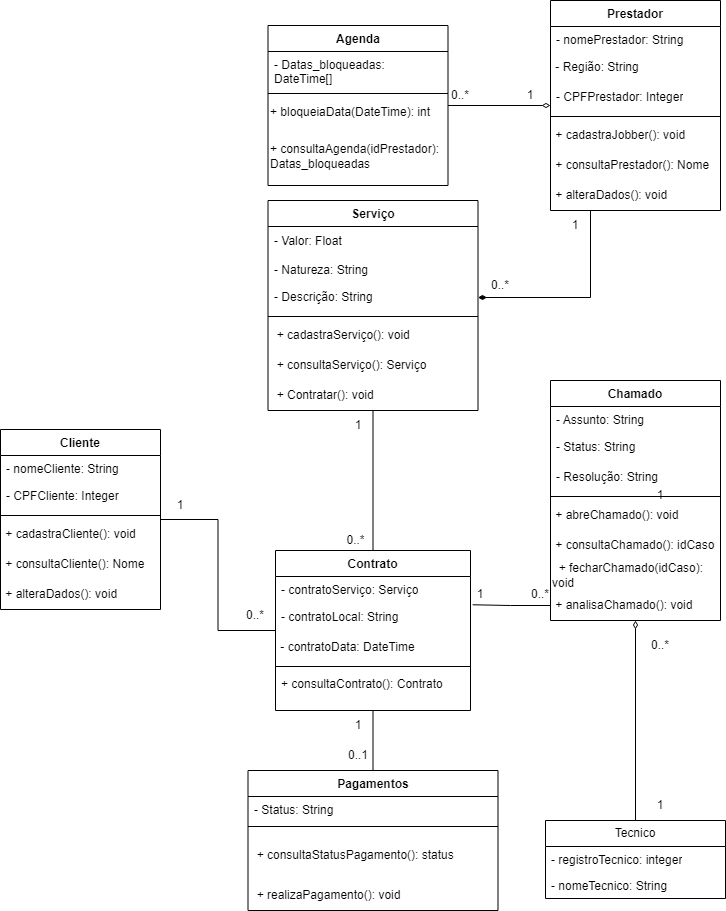 Prestador
- nomePrestador: String
- Região: String
- CPFPrestador: Integer
+ cadastraJobber(): void
+ consultaPrestador(): Nome
+ alteraDados(): void
Agenda
- Datas_bloqueadas:
DateTime[]
+ bloqueiaData(DateTime): int
+ consultaAgenda(idPrestador):
Datas_bloqueadas
0..*
1
1
0..*
Serviço
- Valor: Float
- Natureza: String
- Descrição: String
+ cadastraServiço(): void
+ consultaServiço(): Serviço
+ Contratar(): void
1
0..*
Cliente
- nomeCliente: String
- CPFCliente: Integer
+ cadastraCliente(): void
+ consultaCliente(): Nome
+ alteraDados(): void
1
0..*
Chamado
- Assunto: String
- Status: String
- Resolução: String
1
+ abreChamado(): void
+ consultaChamado(): idCaso
+ fecharChamado(idCaso):
void
+ analisaChamado(): void
Contrato
- contratoServiço: Serviço
- contratoLocal: String
- contratoData: DateTime
+ consultaContrato(): Contrato
1
0..*
0..*
1
1
0..1
Pagamentos
- Status: String
+ consultaStatusPagamento(): status
+ realizaPagamento(): void
Tecnico
- registroTecnico: integer
- nomeTecnico: String